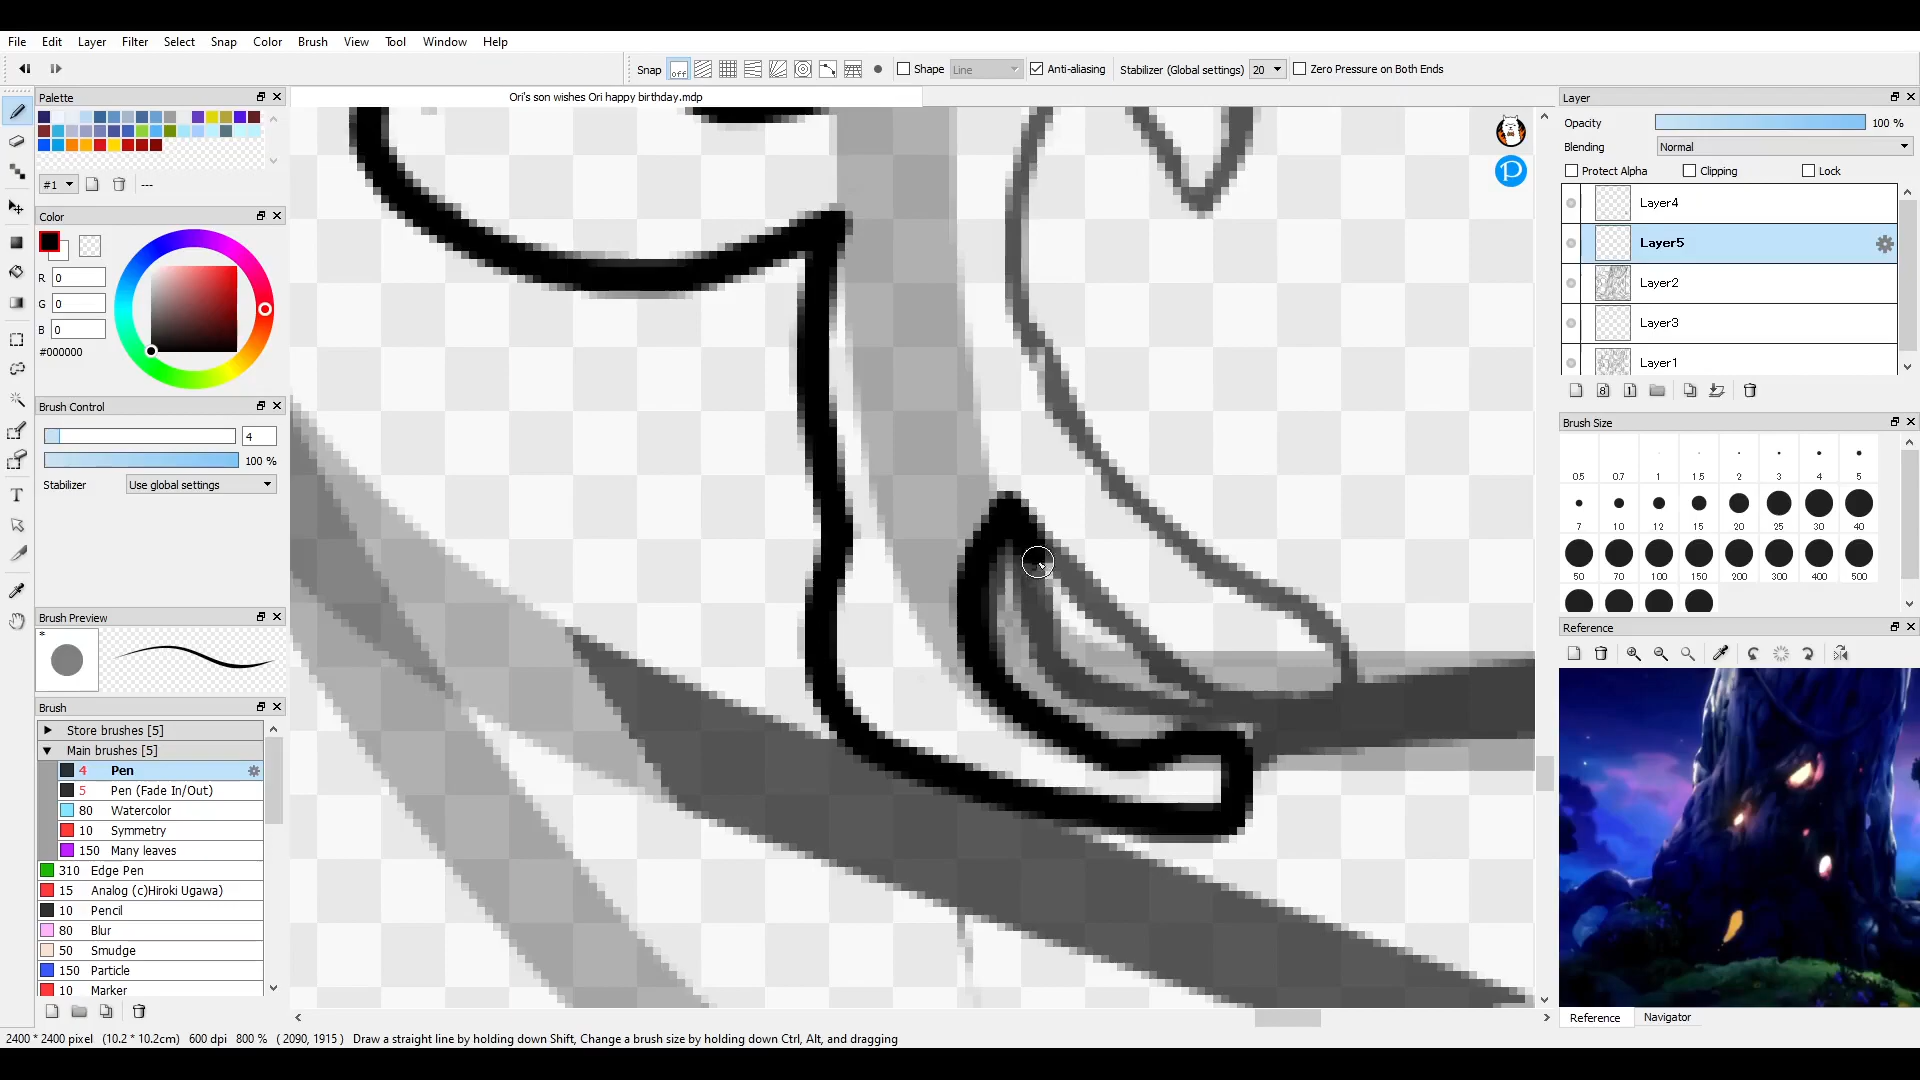 File Edit Layer Filter Select Snap Color Brush View Tool Window Help
Snap off Shape Line Anti-aliasing Stabilizer (Global settings) 20 Zero Pressure on Both Ends
Palette
Ori's son wishes Ori happy birthday.mdp
#1 ---
Color
R 0
G 0
B 0
#000000
Brush Control
4
100 %
Stabilizer Use global settings
Brush Preview
*
Brush
Store brushes [5]
Main brushes [5]
4 Pen
5 Pen (Fade In/Out)
80 Watercolor
10 Symmetry
150 Many leaves
310 Edge Pen
15 Analog (c)Hiroki Ugawa)
10 Pencil
80 Blur
50 Smudge
150 Particle
10 Marker
P
Layer
Opacity 100 %
Blending Normal
Protect Alpha Clipping Lock
Layer4
Layer5
Layer2
Layer3
Layer1
8 1
Brush Size
0.5 0.7 1 1.5 2 3 4 5
7 10 12 15 20 25 30 40
50 70 100 150 200 300 400 500
Reference
Reference Navigator
2400 * 2400 pixel (10.2 * 10.2cm) 600 dpi 800 % ( 2090, 1915 ) Draw a straight line by holding down Shift, Change a brush size by holding down Ctrl, Alt, and dragging